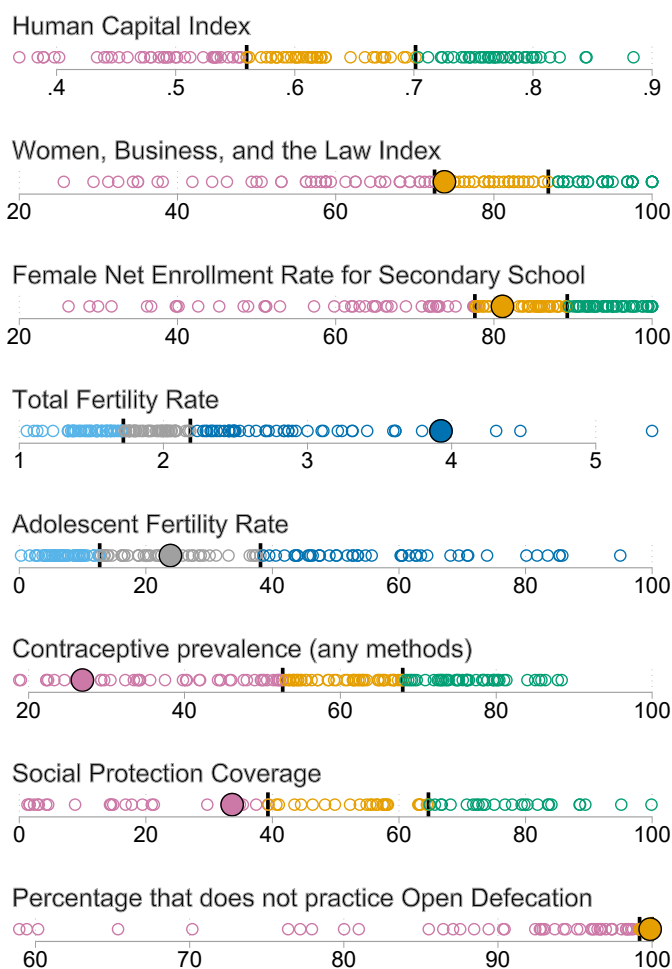 Human Capital Index
.4 .5 .6 .7 .8 .9
Women, Business, and the Law Index
20 40 60 80 100
Female Net Enrollment Rate for Secondary School
20 40 60 80 100
Total Fertility Rate
1 2 3 4 5
Adolescent Fertility Rate
0 20 40 60 80 100
Contraceptive prevalence (any methods)
20 40 60 80 100
Social Protection Coverage
0 20 40 60 80 100
Percentage that does not practice Open Defecation
60 70 80 90 100